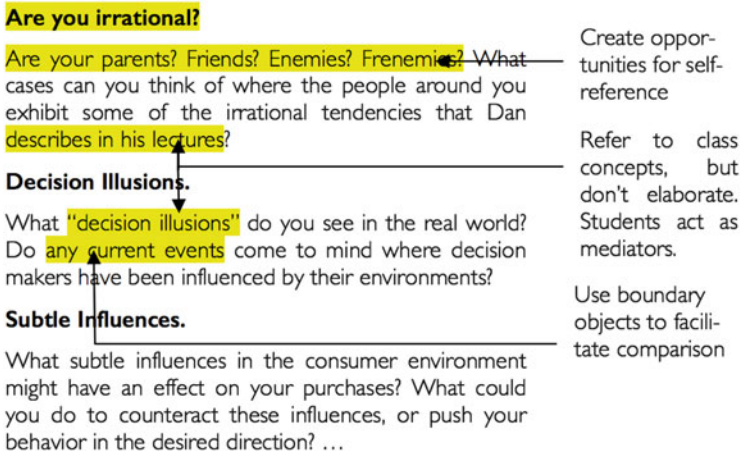 Are you irrational?
Are your parents? Friends? Enemies? Frenemies? What
cases can you think of where the people around you
exhibit some of the irrational tendencies that Dan
describes in his lectures?
Decision Illusions.
What “decision illusions” do you see in the real world?
Do any current events come to mind where decision
makers have been influenced by their environments?
Subtle Influences.
What subtle influences in the consumer environment
might have an effect on your purchases? What could
you do to counteract these influences, or push your
behavior in the desired direction? …
Create oppor-
tunities for self-
reference
Refer to class
concepts, but
don’t elaborate.
Students act as
mediators.
Use boundary
objects to facili-
tate comparison